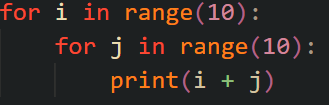 for i in range(10):
    for j in range(10):
        print(i + j)